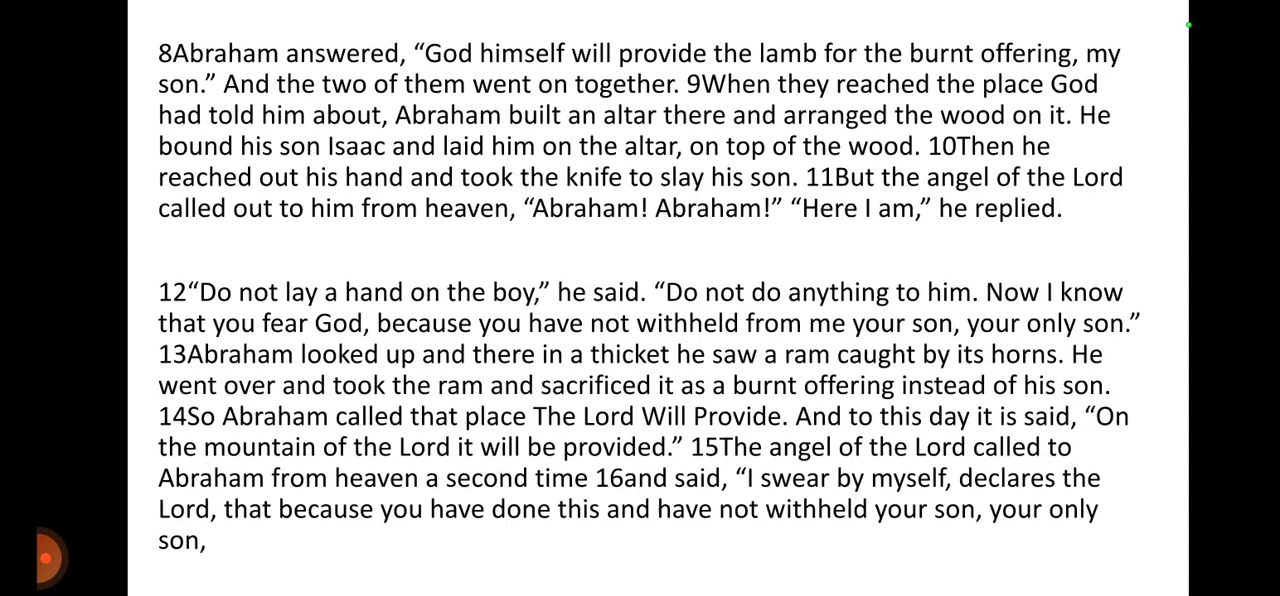 8Abraham answered, “God himself will provide the lamb for the burnt offering, my
son.” And the two of them went on together. 9When they reached the place God
had told him about, Abraham built an altar there and arranged the wood on it. He
bound his son Isaac and laid him on the altar, on top of the wood. 10Then he
reached out his hand and took the knife to slay his son. 11But the angel of the Lord
called out to him from heaven, “Abraham! Abraham!” “Here I am,” he replied.
12“Do not lay a hand on the boy,” he said. “Do not do anything to him. Now I know
that you fear God, because you have not withheld from me your son, your only son.”
13Abraham looked up and there in a thicket he saw a ram caught by its horns. He
went over and took the ram and sacrificed it as a burnt offering instead of his son.
14So Abraham called that place The Lord Will Provide. And to this day it is said, “On
the mountain of the Lord it will be provided.” 15The angel of the Lord called to
Abraham from heaven a second time 16and said, “I swear by myself, declares the
Lord, that because you have done this and have not withheld your son, your only
son,